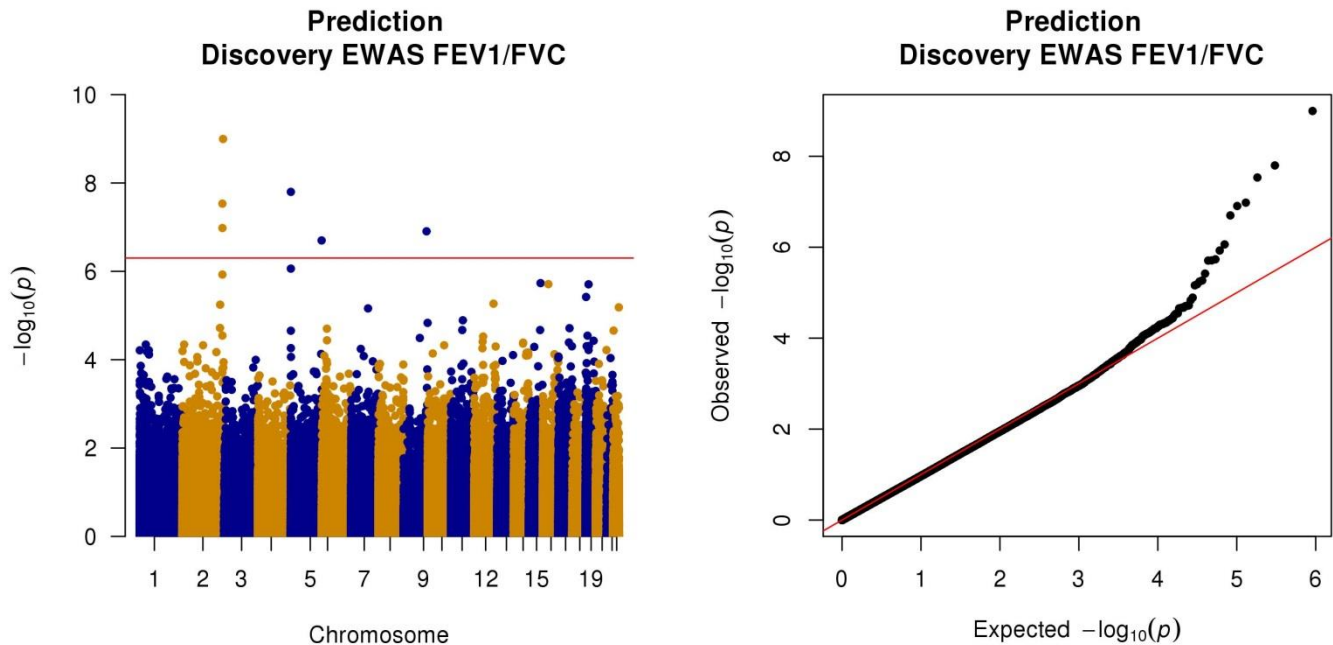 Prediction
Discovery EWAS FEV1/FVC
10
8
6
4
2
0
−log10(p)
1 2 3 5 7 9 12 15 19
Chromosome
Prediction
Discovery EWAS FEV1/FVC
8
6
4
2
0
Observed −log10(p)
0 1 2 3 4 5 6
Expected −log10(p)